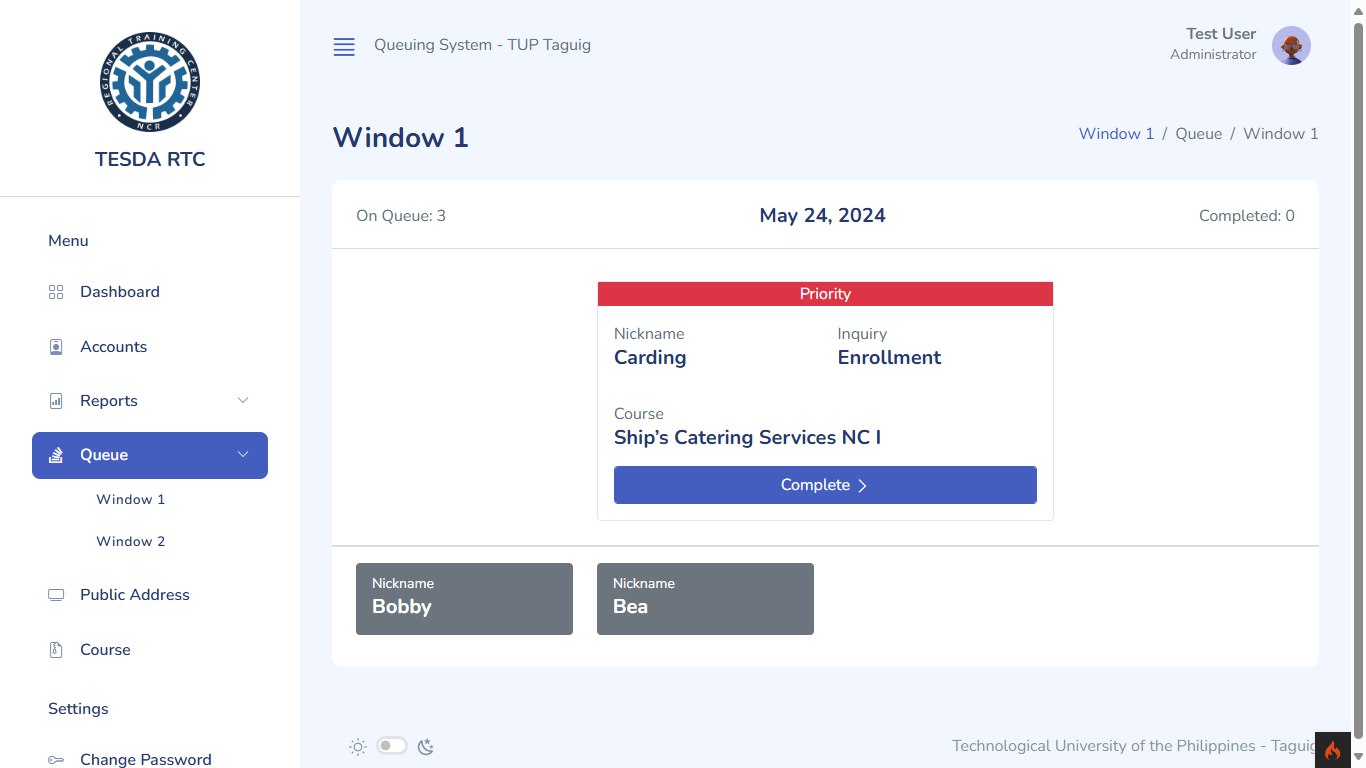 REGIONAL TRAINING CENTER
NCR
TESDA RTC
Menu
Dashboard
Accounts
Reports
Queue
Window 1
Window 2
Public Address
Course
Settings
Change Password
Queuing System - TUP Taguig
Test User
Administrator
Window 1
Window 1 / Queue / Window 1
On Queue: 3
May 24, 2024
Completed: 0
Priority
Nickname
Carding
Inquiry
Enrollment
Course
Ship’s Catering Services NC I
Complete
Nickname
Bobby
Nickname
Bea
Technological University of the Philippines - Taguig